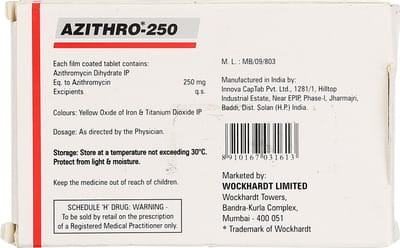 AZITHRO*-250
Each film coated tablet contains:
Azithromycin Dihydrate IP
Eq. to Azithromycin 250 mg
Excipients q.s.
Colours: Yellow Oxide of Iron & Titanium Dioxide IP
Dosage: As directed by the Physician.
Storage: Store at a temperature not exceeding 30°C.
Protect from light & moisture.
Keep the medicine out of reach of children.
SCHEDULE 'H' DRUG: WARNING -
To be sold by retail on the prescription
of a Registered Medical Practitioner only.
M. L. : MB/09/803
Manufactured in India by:
Innova CapTab Pvt. Ltd., 1281/1, Hilltop
Industrial Estate, Near EPIP, Phase-I, Jharmajri,
Baddi, Dist. Solan (H.P.) India.
8 910167 031613
Marketed by:
WOCKHARDT LIMITED
Wockhardt Towers,
Bandra-Kurla Complex,
Mumbai - 400 051
* Trademark of Wockhardt